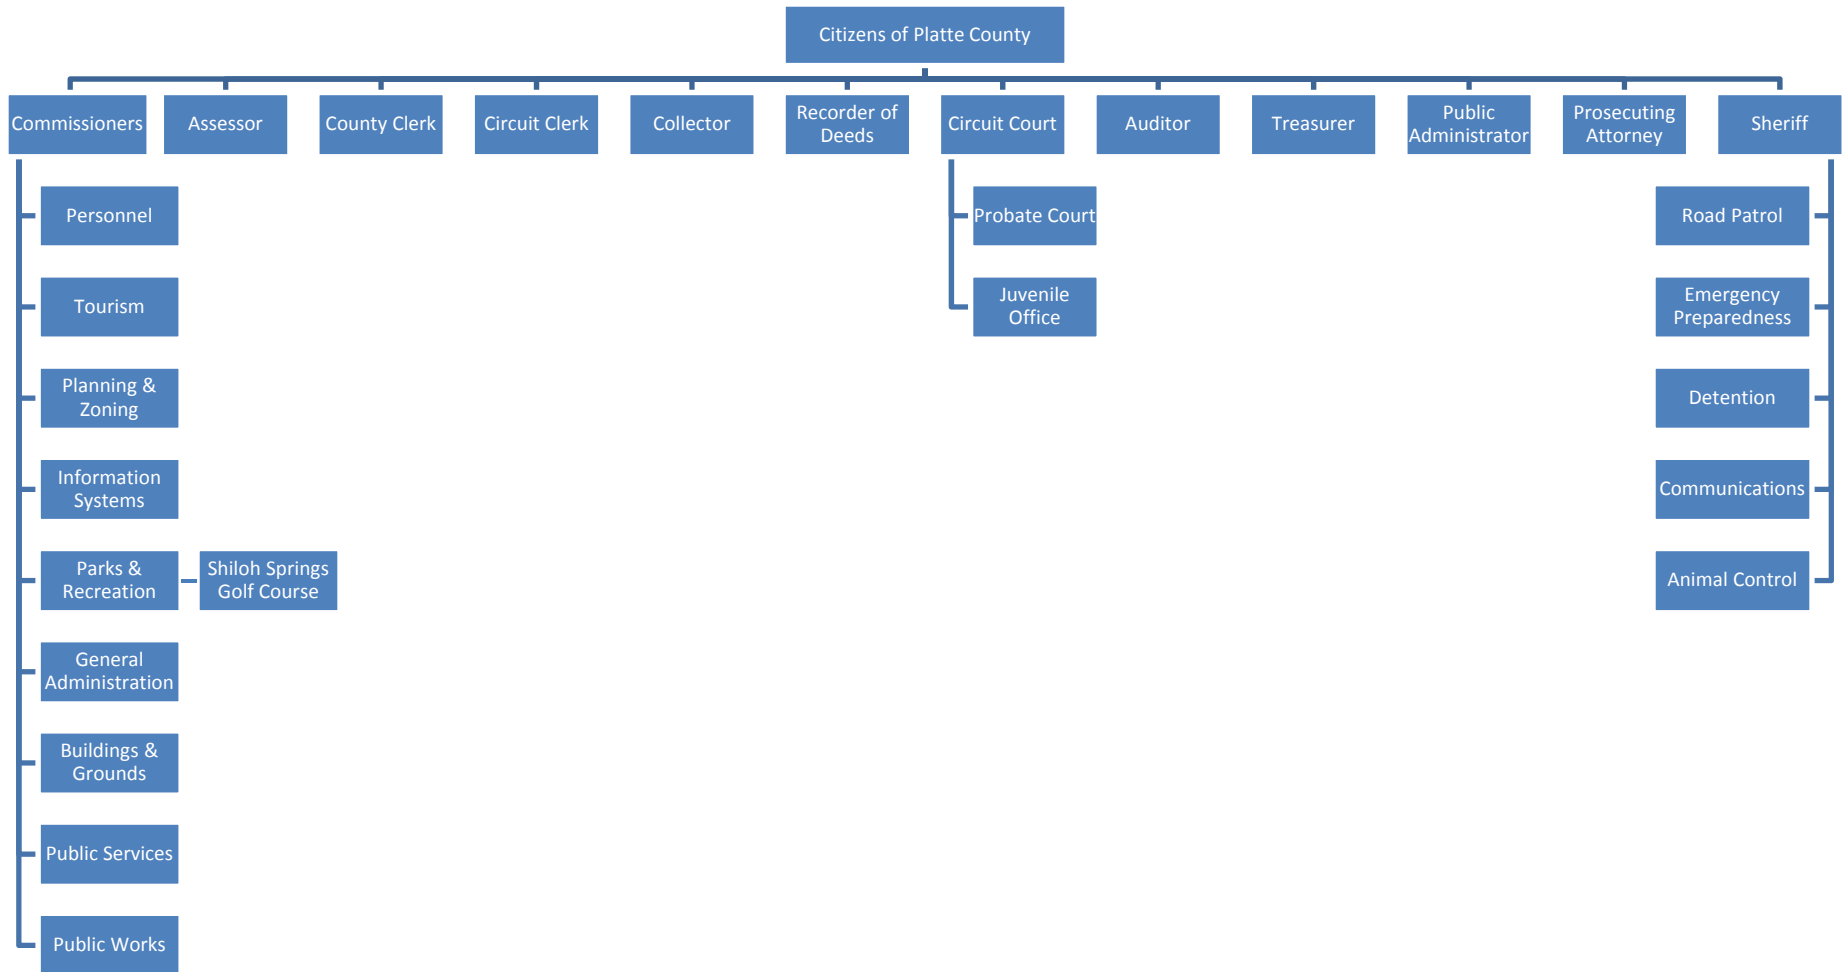 Citizens of Platte County
Commissioners
Assessor
County Clerk
Circuit Clerk
Collector
Recorder of
Deeds
Circuit Court
Auditor
Treasurer
Public
Administrator
Prosecuting
Attorney
Sheriff
Personnel
Tourism
Planning &
Zoning
Information
Systems
Parks &
Recreation
Shiloh Springs
Golf Course
General
Administration
Buildings &
Grounds
Public Services
Public Works
Probate Court
Juvenile
Office
Road Patrol
Emergency
Preparedness
Detention
Communications
Animal Control